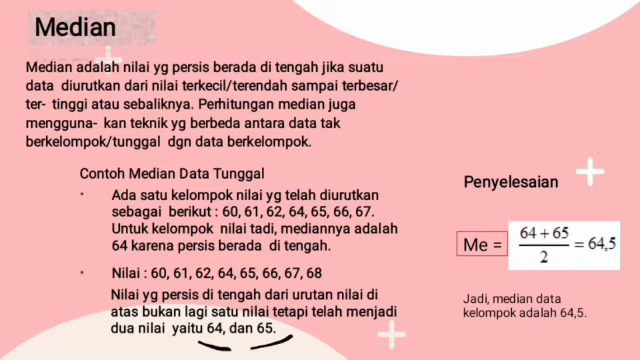 Median
Median adalah nilai yg persis berada di tengah jika suatu
data diurutkan dari nilai terkecil/terendah sampai terbesar/
ter- tinggi atau sebaliknya. Perhitungan median juga
mengguna- kan teknik yg berbeda antara data tak
berkelompok/tunggal dgn data berkelompok.
Contoh Median Data Tunggal
• Ada satu kelompok nilai yg telah diurutkan
sebagai berikut : 60, 61, 62, 64, 65, 66, 67.
Untuk kelompok nilai tadi, mediannya adalah
64 karena persis berada di tengah.
• Nilai : 60, 61, 62, 64, 65, 66, 67, 68
Nilai yg persis di tengah dari urutan nilai di
atas bukan lagi satu nilai tetapi telah menjadi
dua nilai yaitu 64, dan 65.
Penyelesaian
Me = (64 + 65) / 2 = 64,5
Jadi, median data
kelompok adalah 64,5.